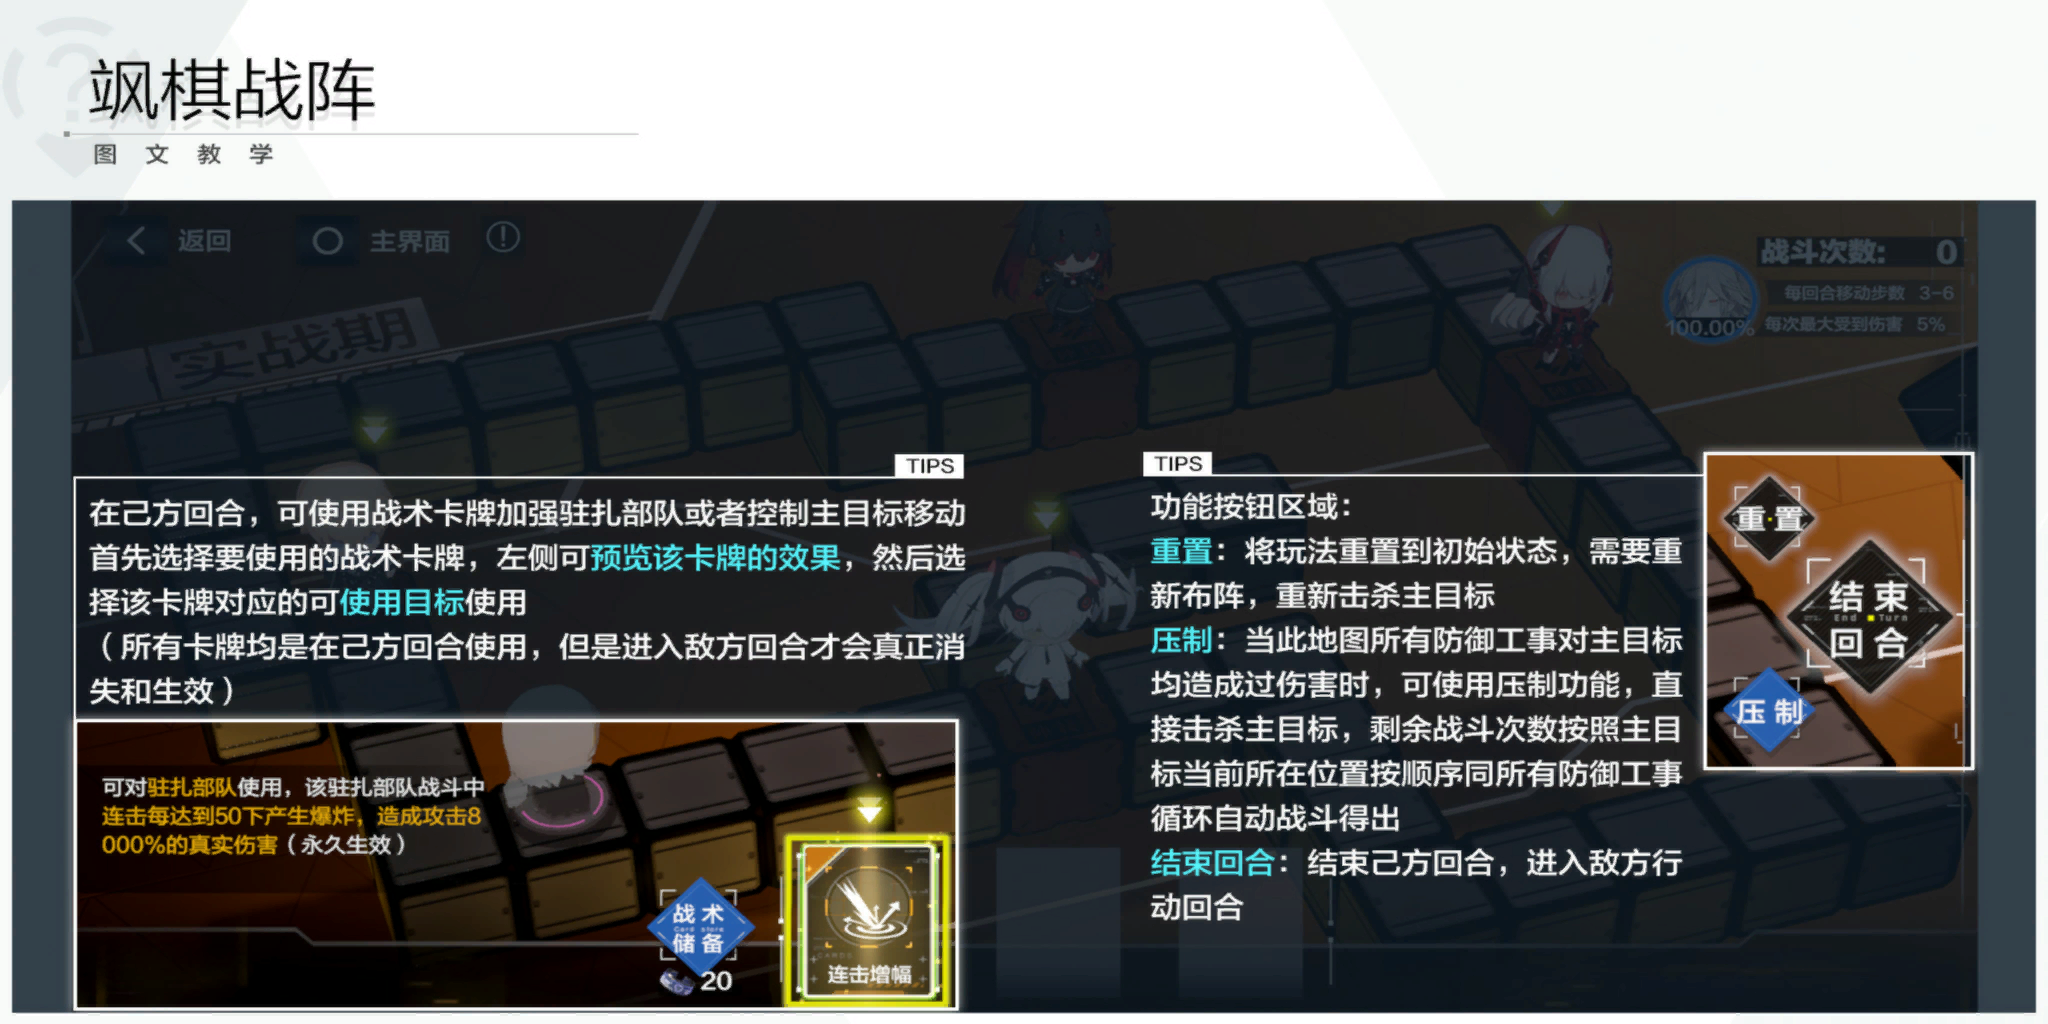 飒棋战阵
图文教学
返回
主界面
实战期
战斗次数: 0
每回合移动步数 3-6
100.00%
每次最大受到伤害 5%
TIPS
在己方回合，可使用战术卡牌加强驻扎部队或者控制主目标移动
首先选择要使用的战术卡牌，左侧可预览该卡牌的效果，然后选
择该卡牌对应的可使用目标使用
（所有卡牌均是在己方回合使用，但是进入敌方回合才会真正消
失和生效）
可对驻扎部队使用，该驻扎部队战斗中
连击每达到50下产生爆炸，造成攻击8
000%的真实伤害（永久生效）
战术
Card store
储备
20
连击增幅
TIPS
功能按钮区域：
重置：将玩法重置到初始状态，需要重
新布阵，重新击杀主目标
压制：当此地图所有防御工事对主目标
均造成过伤害时，可使用压制功能，直
接击杀主目标，剩余战斗次数按照主目
标当前所在位置按顺序同所有防御工事
循环自动战斗得出
结束回合：结束己方回合，进入敌方行
动回合
重置
结束
End Turn
回合
压制